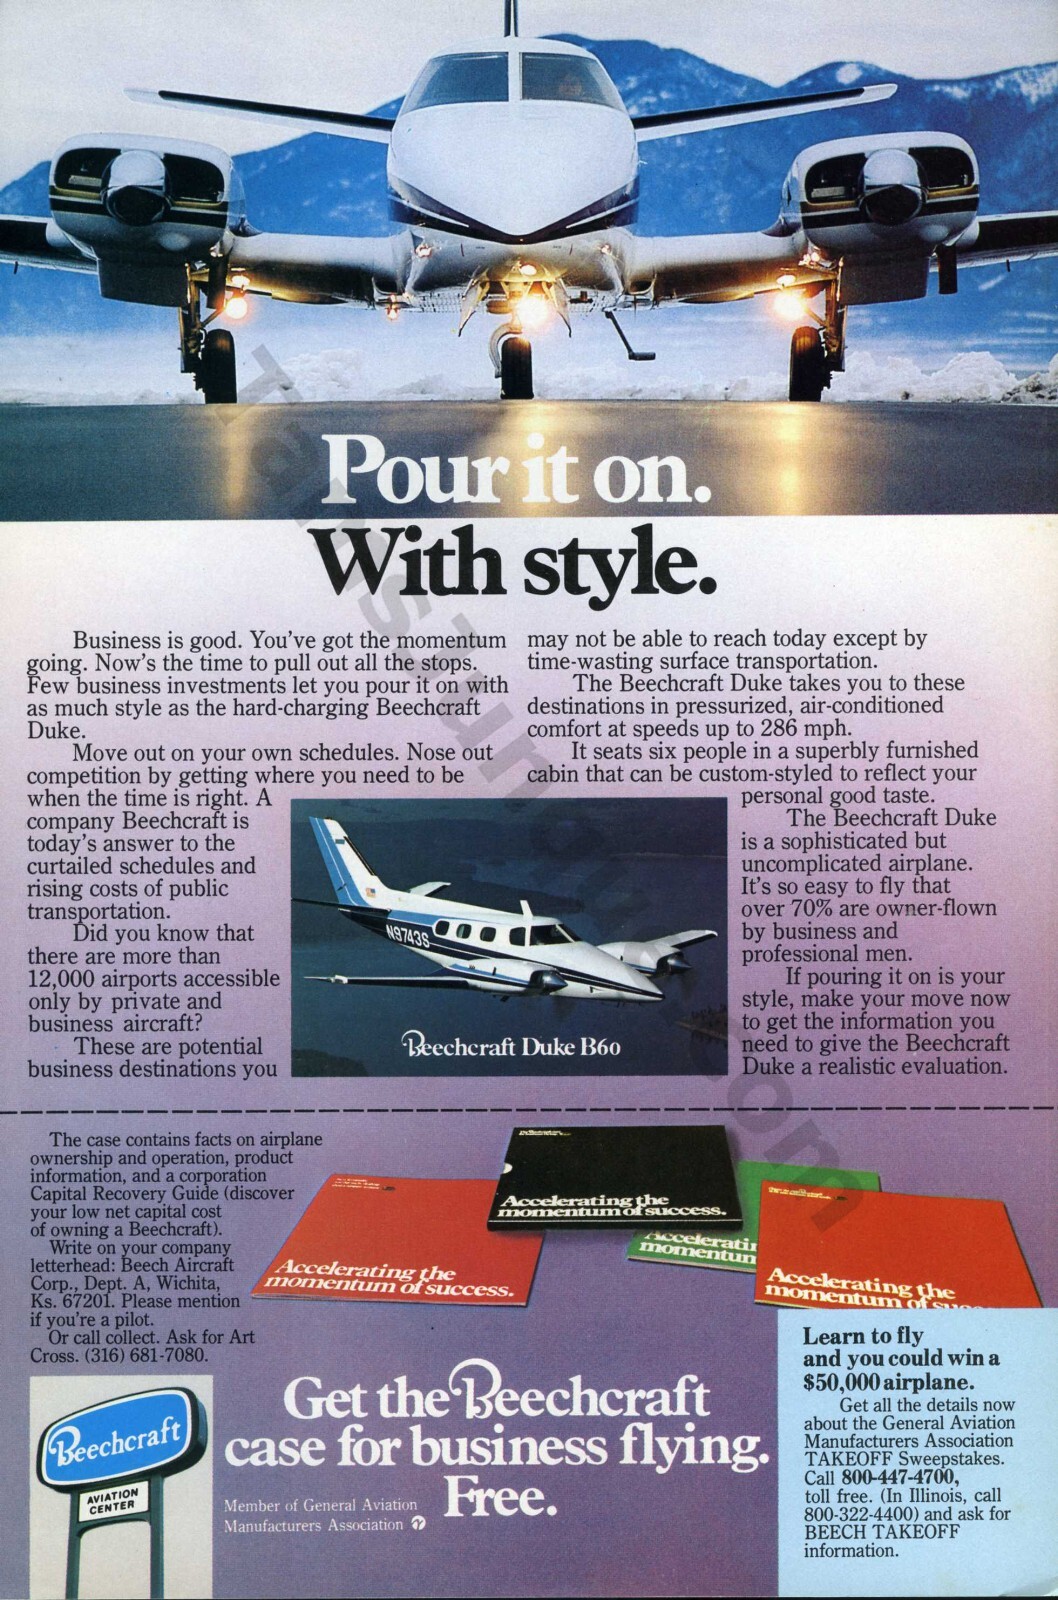 Pour it on.
With style.
Business is good. You've got the momentum
going. Now's the time to pull out all the stops.
Few business investments let you pour it on with
as much style as the hard-charging Beechcraft
Duke.
Move out on your own schedules. Nose out
competition by getting where you need to be
when the time is right. A
company Beechcraft is
today's answer to the
curtailed schedules and
rising costs of public
transportation.
Did you know that
there are more than
12,000 airports accessible
only by private and
business aircraft?
These are potential
business destinations you
may not be able to reach today except by
time-wasting surface transportation.
The Beechcraft Duke takes you to these
destinations in pressurized, air-conditioned
comfort at speeds up to 286 mph.
It seats six people in a superbly furnished
cabin that can be custom-styled to reflect your
personal good taste.
The Beechcraft Duke
is a sophisticated but
uncomplicated airplane.
It's so easy to fly that
over 70% are owner-flown
by business and
professional men.
If pouring it on is your
style, make your move now
to get the information you
need to give the Beechcraft
Duke a realistic evaluation.
N9743S
Beechcraft Duke B60
The case contains facts on airplane
ownership and operation, product
information, and a corporation
Capital Recovery Guide (discover
your low net capital cost
of owning a Beechcraft).
Write on your company
letterhead: Beech Aircraft
Corp., Dept. A, Wichita,
Ks. 67201. Please mention
if you're a pilot.
Or call collect. Ask for Art
Cross. (316) 681-7080.
Accelerating the
momentum of success.
Accelerating the
momentum of success.
Accelerati
momentun
Accelerating the
momentum of suc
Get the Beechcraft
case for business flying.
Free.
Member of General Aviation
Manufacturers Association
Beechcraft
AVIATION
CENTER
Learn to fly
and you could win a
$50,000 airplane.
Get all the details now
about the General Aviation
Manufacturers Association
TAKEOFF Sweepstakes.
Call 800-447-4700,
toll free. (In Illinois, call
800-322-4400) and ask for
BEECH TAKEOFF
information.